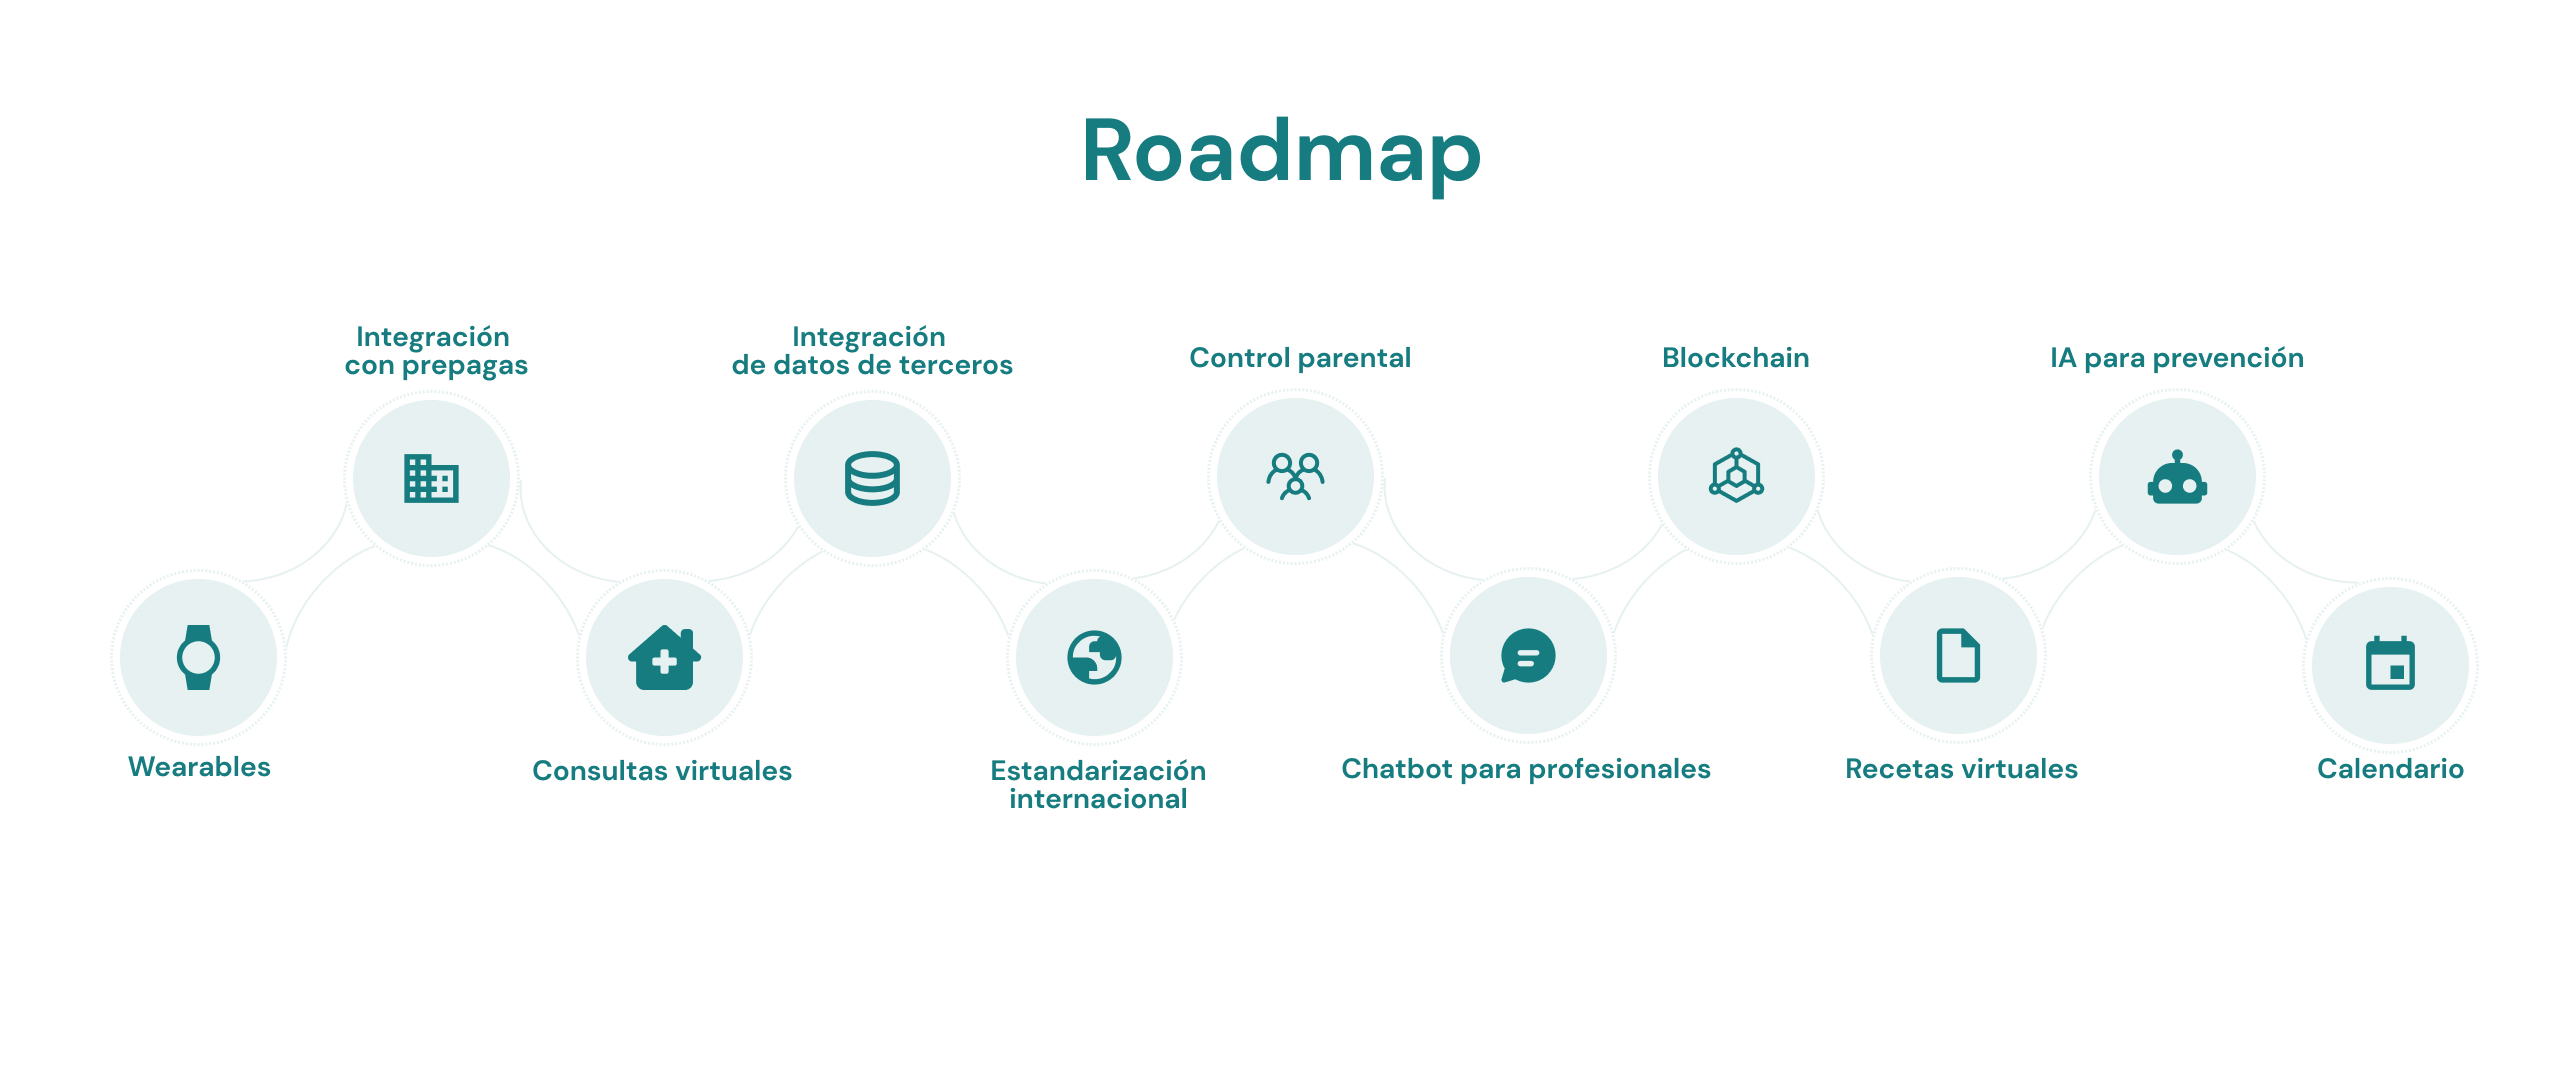 Roadmap
Integración
con prepagas
Integración
de datos de terceros
Control parental
Blockchain
IA para prevención
Wearables
Consultas virtuales
Estandarización
internacional
Chatbot para profesionales
Recetas virtuales
Calendario